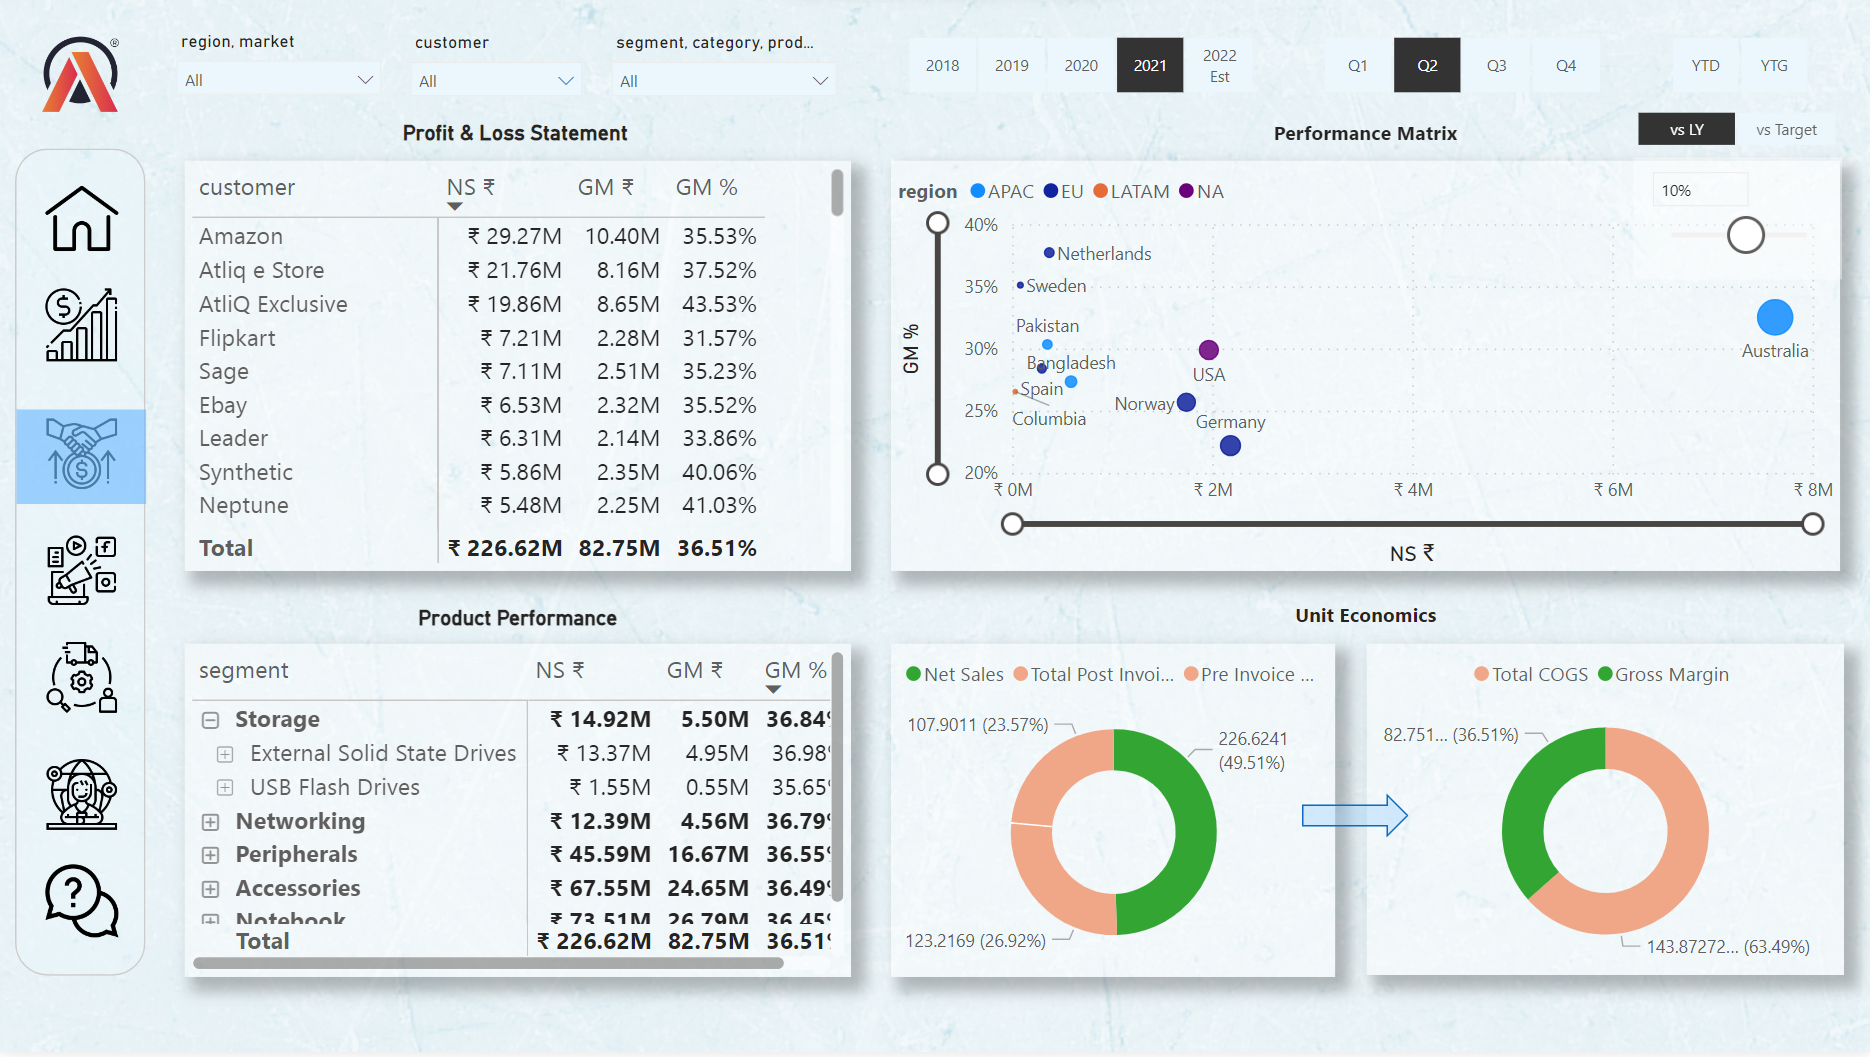 ®
region, market
customer
segment, category, prod...
All
All
All
2018
2019
2020
2021
2022
Est
Q1
Q2
Q3
Q4
YTD
YTG
vs LY
vs Target
Profit & Loss Statement
customer NS ₹ GM ₹ GM %
Amazon ₹ 29.27M 10.40M 35.53%
Atliq e Store ₹ 21.76M 8.16M 37.52%
AtliQ Exclusive ₹ 19.86M 8.65M 43.53%
Flipkart ₹ 7.21M 2.28M 31.57%
Sage ₹ 7.11M 2.51M 35.23%
Ebay ₹ 6.53M 2.32M 35.52%
Leader ₹ 6.31M 2.14M 33.86%
Synthetic ₹ 5.86M 2.35M 40.06%
Neptune ₹ 5.48M 2.25M 41.03%
Total ₹ 226.62M 82.75M 36.51%
Performance Matrix
region APAC EU LATAM NA
10%
40%
35%
30%
25%
20%
GM %
Netherlands
Sweden
Pakistan
Bangladesh
Spain
Columbia
USA
Norway
Germany
Australia
₹ 0M
₹ 2M
₹ 4M
₹ 6M
₹ 8M
NS ₹
Product Performance
segment NS ₹ GM ₹ GM %
Storage ₹ 14.92M 5.50M 36.84%
External Solid State Drives ₹ 13.37M 4.95M 36.98%
USB Flash Drives ₹ 1.55M 0.55M 35.65%
Networking ₹ 12.39M 4.56M 36.79%
Peripherals ₹ 45.59M 16.67M 36.55%
Accessories ₹ 67.55M 24.65M 36.49%
Notebook ₹ 73.51M 26.79M 36.45%
Total ₹ 226.62M 82.75M 36.51%
Unit Economics
Net Sales Total Post Invoi... Pre Invoice ...
107.9011 (23.57%)
226.6241
(49.51%)
123.2169 (26.92%)
Total COGS Gross Margin
82.751... (36.51%)
143.87272... (63.49%)
$
$
f
?